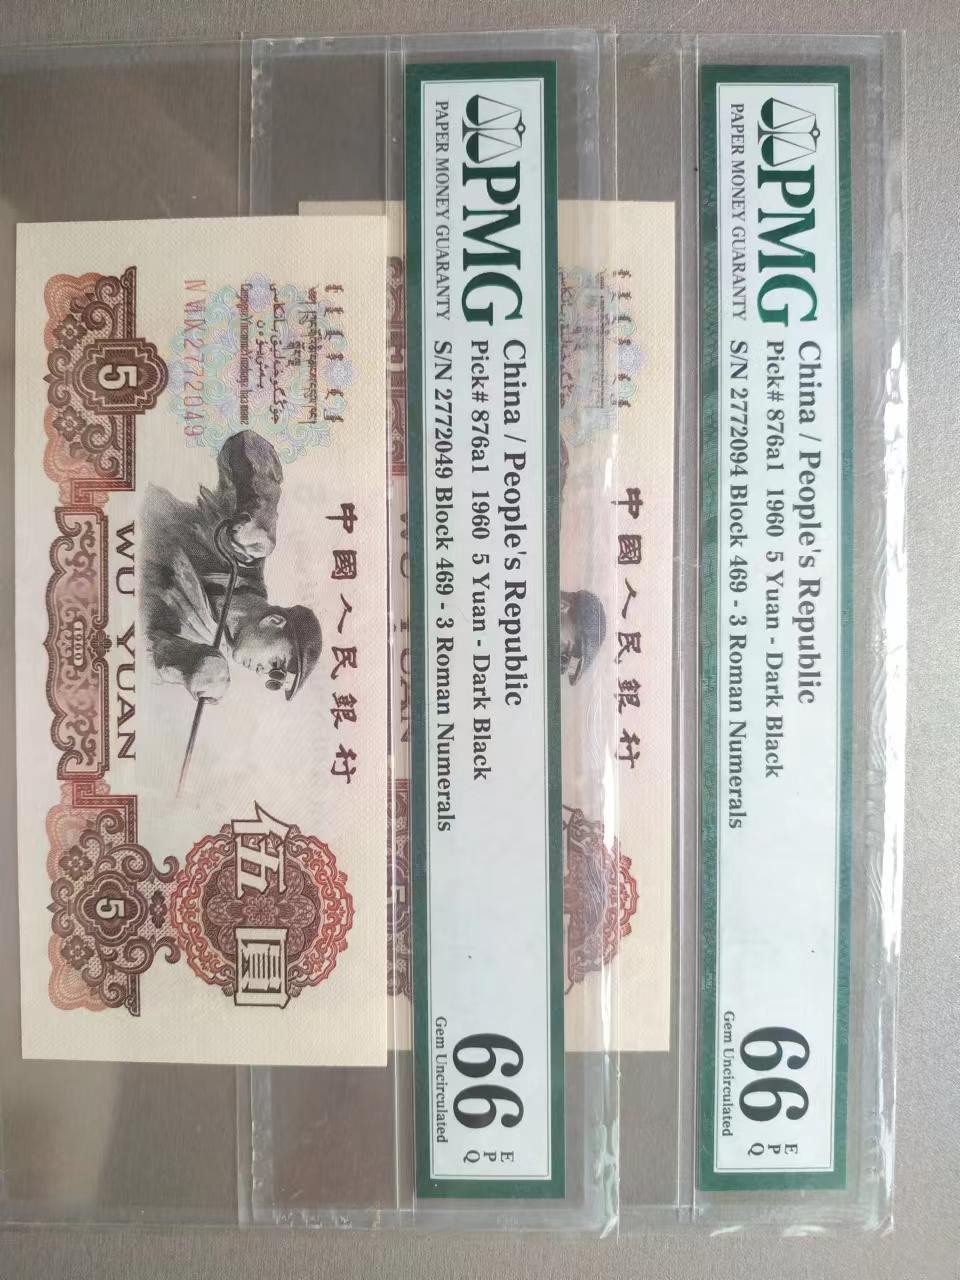 PMG
PAPER MONEY GUARANTY
China / People's Republic
Pick# 876a1 1960 5 Yuan - Dark Black
S/N 2772094 Block 469 - 3 Roman Numerals
66
E
P
Q
Gem Uncirculated
中國人民銀行
PMG
PAPER MONEY GUARANTY
China / People's Republic
Pick# 876a1 1960 5 Yuan - Dark Black
S/N 2772049 Block 469 - 3 Roman Numerals
66
E
P
Q
Gem Uncirculated
中國人民銀行
IV VI IX 2772049
伍圓
5
WU YUAN
1960
5